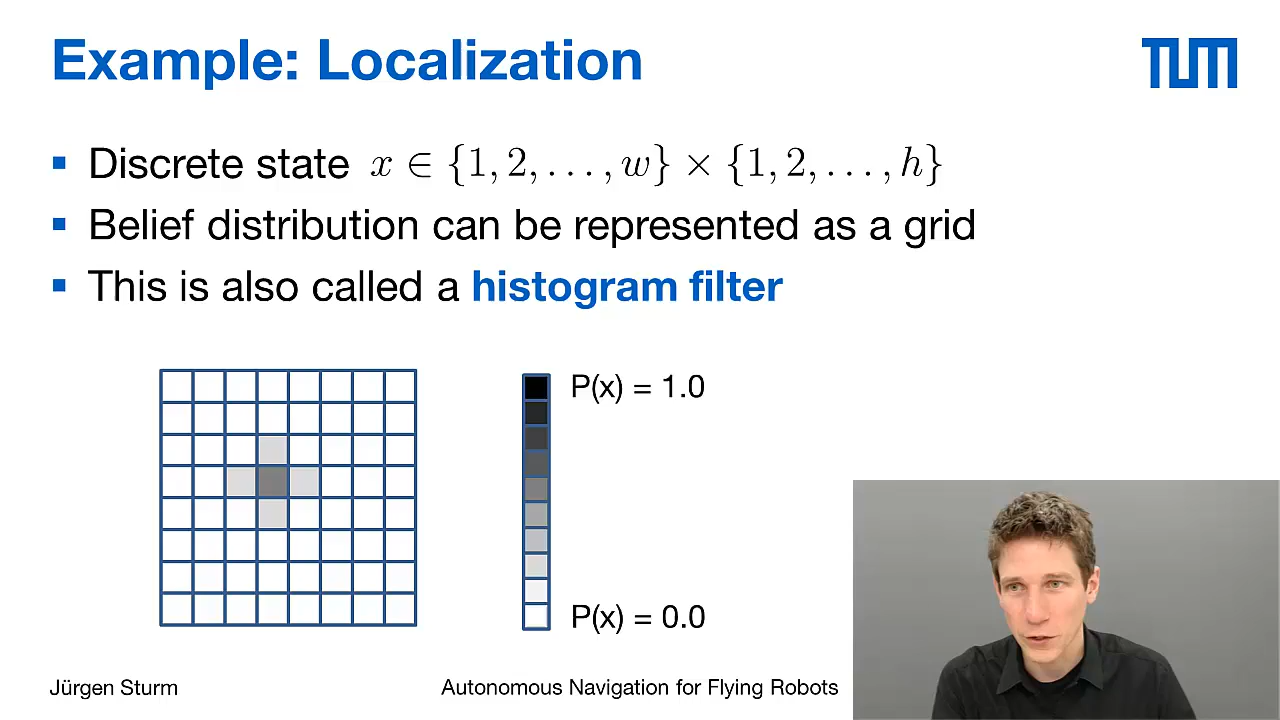 Example: Localization
TUM
Discrete state x ∈ {1, 2, . . . , w} × {1, 2, . . . , h}
Belief distribution can be represented as a grid
This is also called a histogram filter
P(x) = 1.0
P(x) = 0.0
Jürgen Sturm
Autonomous Navigation for Flying Robots